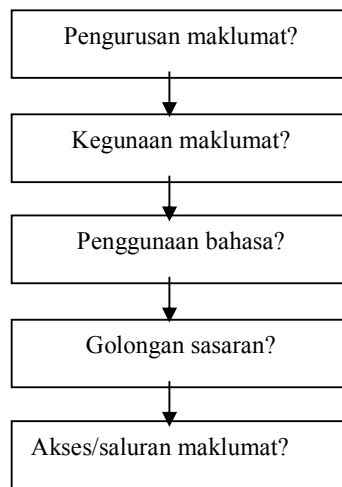 Pengurusan maklumat?
Kegunaan maklumat?
Penggunaan bahasa?
Golongan sasaran?
Akses/saluran maklumat?